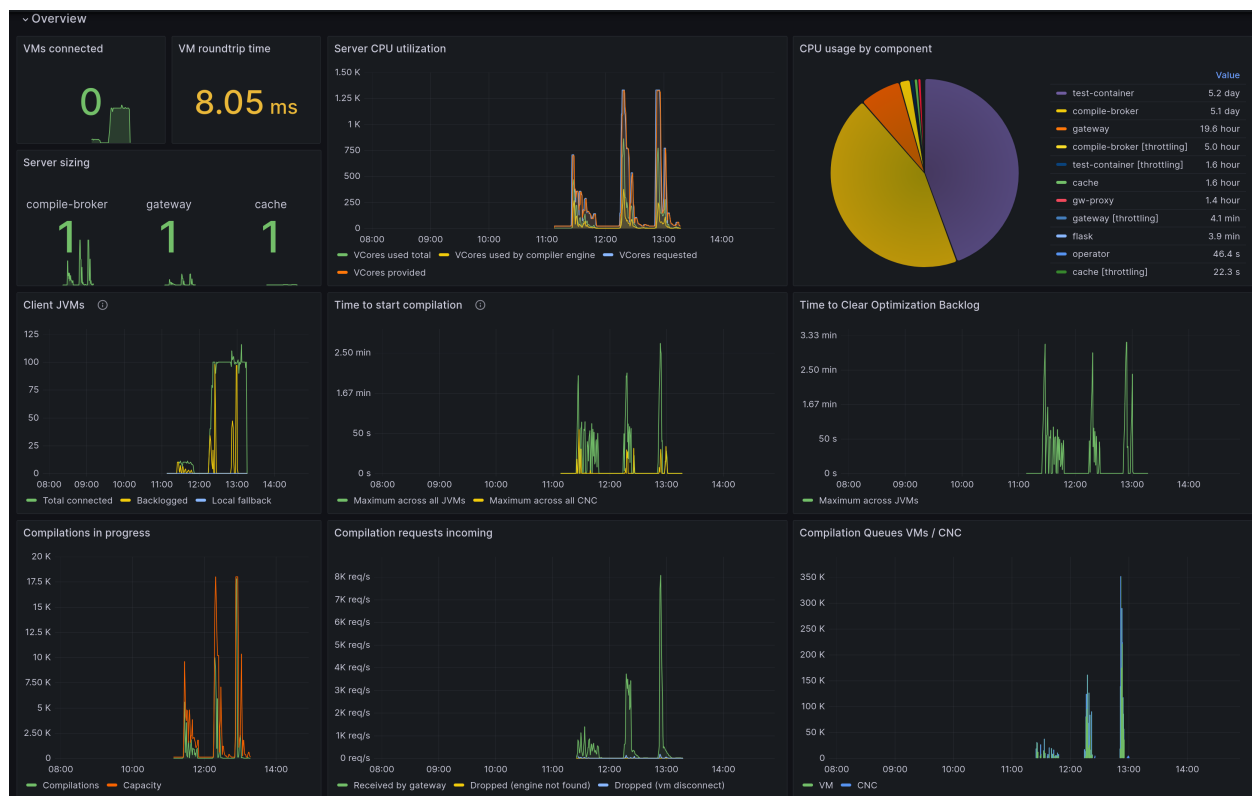 Overview
VMs connected
0
VM roundtrip time
8.05 ms
Server sizing
compile-broker
1
gateway
1
cache
1
Server CPU utilization
1.50 K
1.25 K
1 K
750
500
250
0
08:00 09:00 10:00 11:00 12:00 13:00 14:00
VCores used total VCores used by compiler engine VCores requested
VCores provided
CPU usage by component
Value
test-container 5.2 day
compile-broker 5.1 day
gateway 19.6 hour
compile-broker [throttling] 5.0 hour
test-container [throttling] 1.6 hour
cache 1.6 hour
gw-proxy 1.4 hour
gateway [throttling] 4.1 min
flask 3.9 min
operator 46.4 s
cache [throttling] 22.3 s
Client JVMs
125
100
75
50
25
0
08:00 09:00 10:00 11:00 12:00 13:00 14:00
Total connected Backlogged Local fallback
Time to start compilation
2.50 min
1.67 min
50 s
0 s
08:00 09:00 10:00 11:00 12:00 13:00 14:00
Maximum across all JVMs Maximum across all CNC
Time to Clear Optimization Backlog
3.33 min
2.50 min
1.67 min
50 s
0 s
08:00 09:00 10:00 11:00 12:00 13:00 14:00
Maximum across JVMs
Compilations in progress
20 K
17.5 K
15 K
12.5 K
10 K
7.50 K
5 K
2.50 K
0
08:00 10:00 12:00 14:00
Compilations Capacity
Compilation requests incoming
8K req/s
7K req/s
6K req/s
5K req/s
4K req/s
3K req/s
2K req/s
1K req/s
0 req/s
08:00 09:00 10:00 11:00 12:00 13:00 14:00
Received by gateway Dropped (engine not found) Dropped (vm disconnect)
Compilation Queues VMs / CNC
350 K
300 K
250 K
200 K
150 K
100 K
50 K
0
08:00 09:00 10:00 11:00 12:00 13:00 14:00
VM CNC